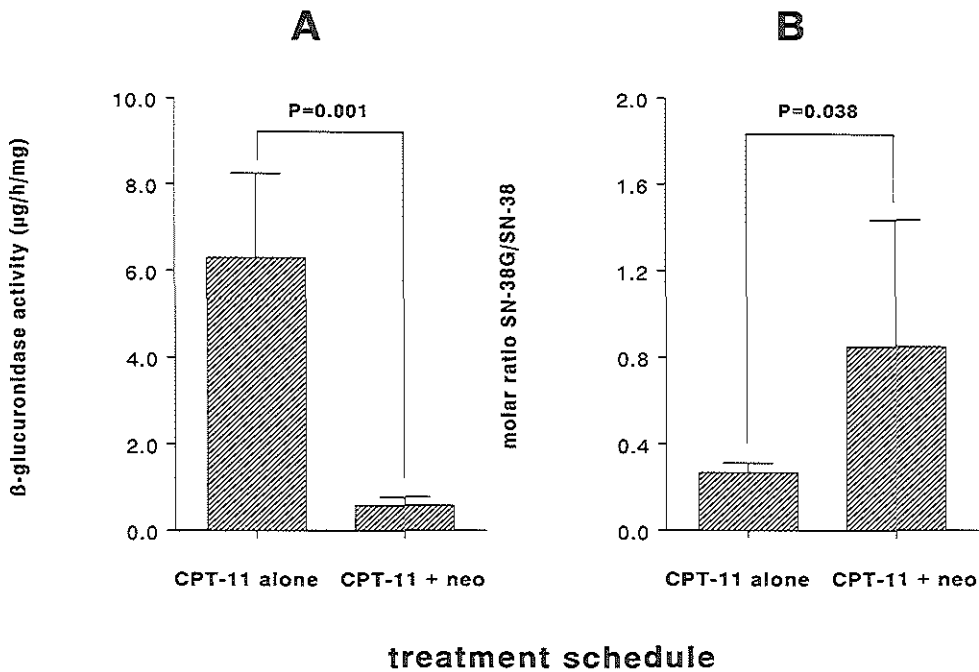 A
10.0
8.0
6.0
4.0
2.0
0.0
P=0.001
ß-glucuronidase activity (µg/h/mg)
CPT-11 alone
CPT-11 + neo
B
2.0
1.6
1.2
0.8
0.4
0.0
P=0.038
molar ratio SN-38G/SN-38
CPT-11 alone
CPT-11 + neo
treatment schedule